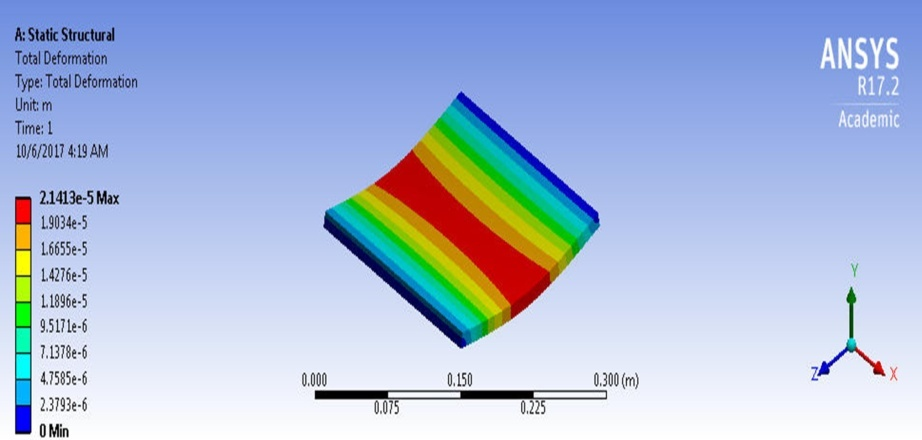 A: Static Structural
Total Deformation
Type: Total Deformation
Unit: m
Time: 1
10/6/2017 4:19 AM
2.1413e-5 Max
1.9034e-5
1.6655e-5
1.4276e-5
1.1896e-5
9.5171e-6
7.1378e-6
4.7585e-6
2.3793e-6
0 Min
ANSYS
R17.2
Academic
0.000 0.150 0.300 (m)
0.075 0.225
Y
Z X